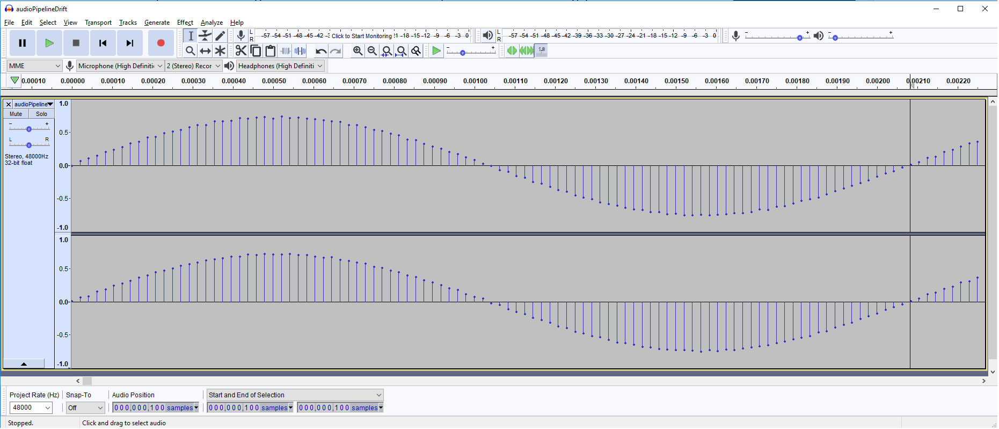 audioPipelineDrift
File Edit Select View Transport Tracks Generate Effect Analyze Help
L
R
-57 -54 -51 -48 -45 -42 Click to Start Monitoring -18 -15 -12 -9 -6 -3 0
L
R
-57 -54 -51 -48 -45 -42 -39 -36 -33 -30 -27 -24 -21 -18 -15 -12 -9 -6 -3 0
- +
- +
- +
1.0
MME Microphone (High Definiti 2 (Stereo) Recor Headphones (High Definiti
0.00010 0.00000 0.00010 0.00020 0.00030 0.00040 0.00050 0.00060 0.00070 0.00080 0.00090 0.00100 0.00110 0.00120 0.00130 0.00140 0.00150 0.00160 0.00170 0.00180 0.00190 0.00200 0.00210 0.00220
audioPipeline
Mute Solo
- +
L R
Stereo, 48000Hz
32-bit float
1.0
0.5
0.0
-0.5
-1.0
1.0
0.5
0.0
-0.5
-1.0
Project Rate (Hz) Snap-To Audio Position Start and End of Selection
48000 Off 000,000,100 samples 000,000,100 samples 000,000,100 samples
Stopped. Click and drag to select audio